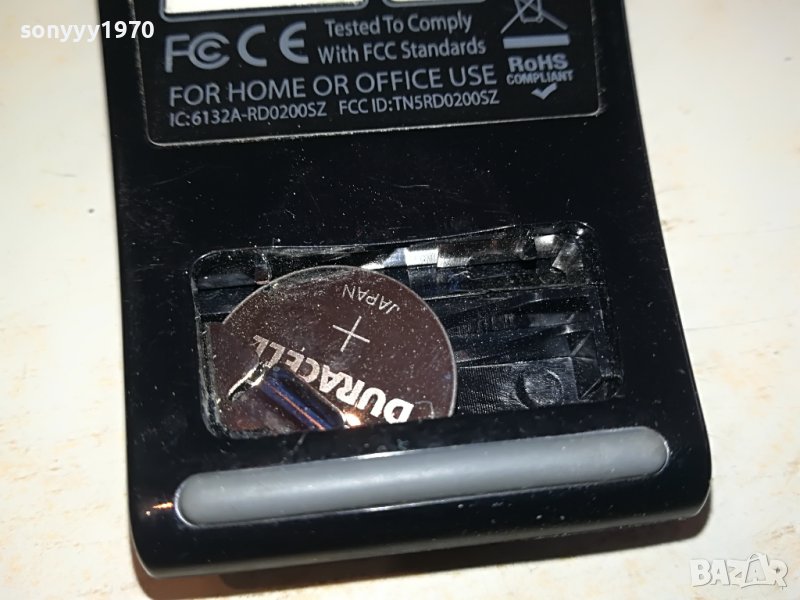 sonyyy1970
FC CE Tested To Comply
With FCC Standards
FOR HOME OR OFFICE USE
IC:6132A-RD0200SZ FCC ID:TN5RD0200SZ
RoHS
COMPLIANT
JAPAN
+
DURACELL
BAZAR